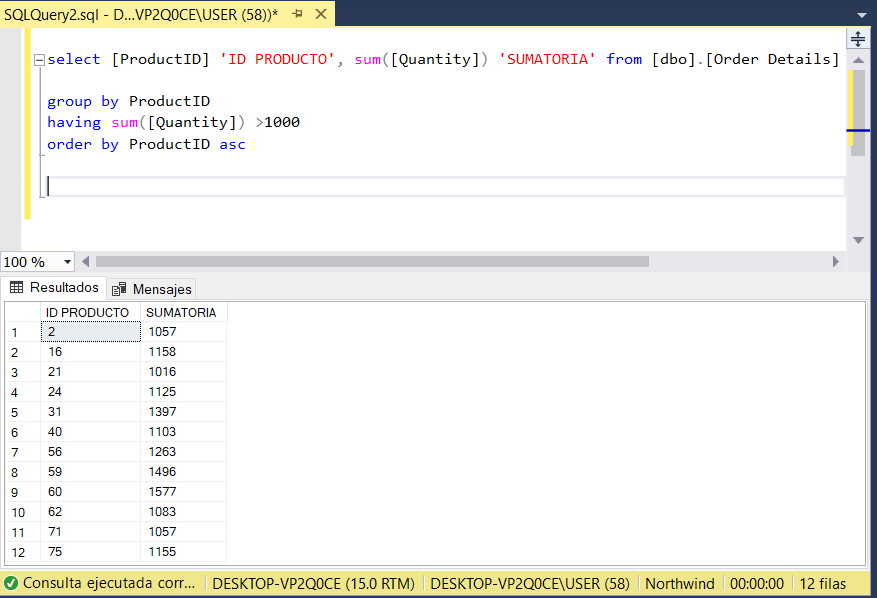 SQLQuery2.sql - D...VP2Q0CE\USER (58))*
select [ProductID] 'ID PRODUCTO', sum([Quantity]) 'SUMATORIA' from [dbo].[Order Details]
group by ProductID
having sum([Quantity]) >1000
order by ProductID asc
100 %
Resultados Mensajes
ID PRODUCTO SUMATORIA
1 2 1057
2 16 1158
3 21 1016
4 24 1125
5 31 1397
6 40 1103
7 56 1263
8 59 1496
9 60 1577
10 62 1083
11 71 1057
12 75 1155
Consulta ejecutada corr... DESKTOP-VP2Q0CE (15.0 RTM) DESKTOP-VP2Q0CE\USER (58) Northwind 00:00:00 12 filas